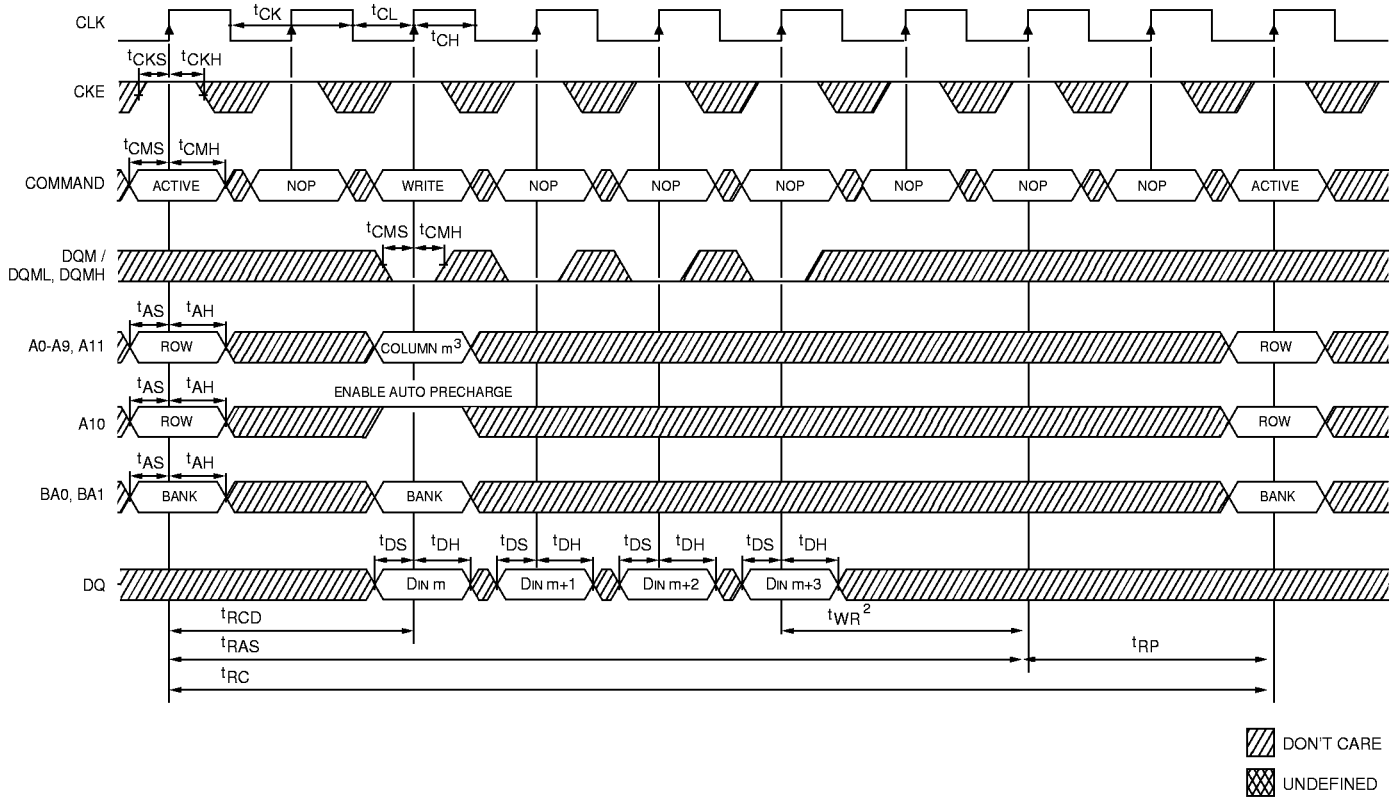 CLK
tCK tCL
tCH
tCKS tCKH
CKE
tCMS tCMH
COMMAND ACTIVE NOP WRITE NOP NOP NOP NOP NOP NOP ACTIVE
tCMS tCMH
DQM /
DQML, DQMH
tAS tAH
A0-A9, A11 ROW COLUMN m3 ROW
tAS tAH ENABLE AUTO PRECHARGE
A10 ROW ROW
tAS tAH
BA0, BA1 BANK BANK BANK
tDS tDH tDS tDH tDS tDH tDS tDH
DQ DIN m DIN m+1 DIN m+2 DIN m+3
tRCD tWR2
tRAS tRP
tRC
DON'T CARE
UNDEFINED